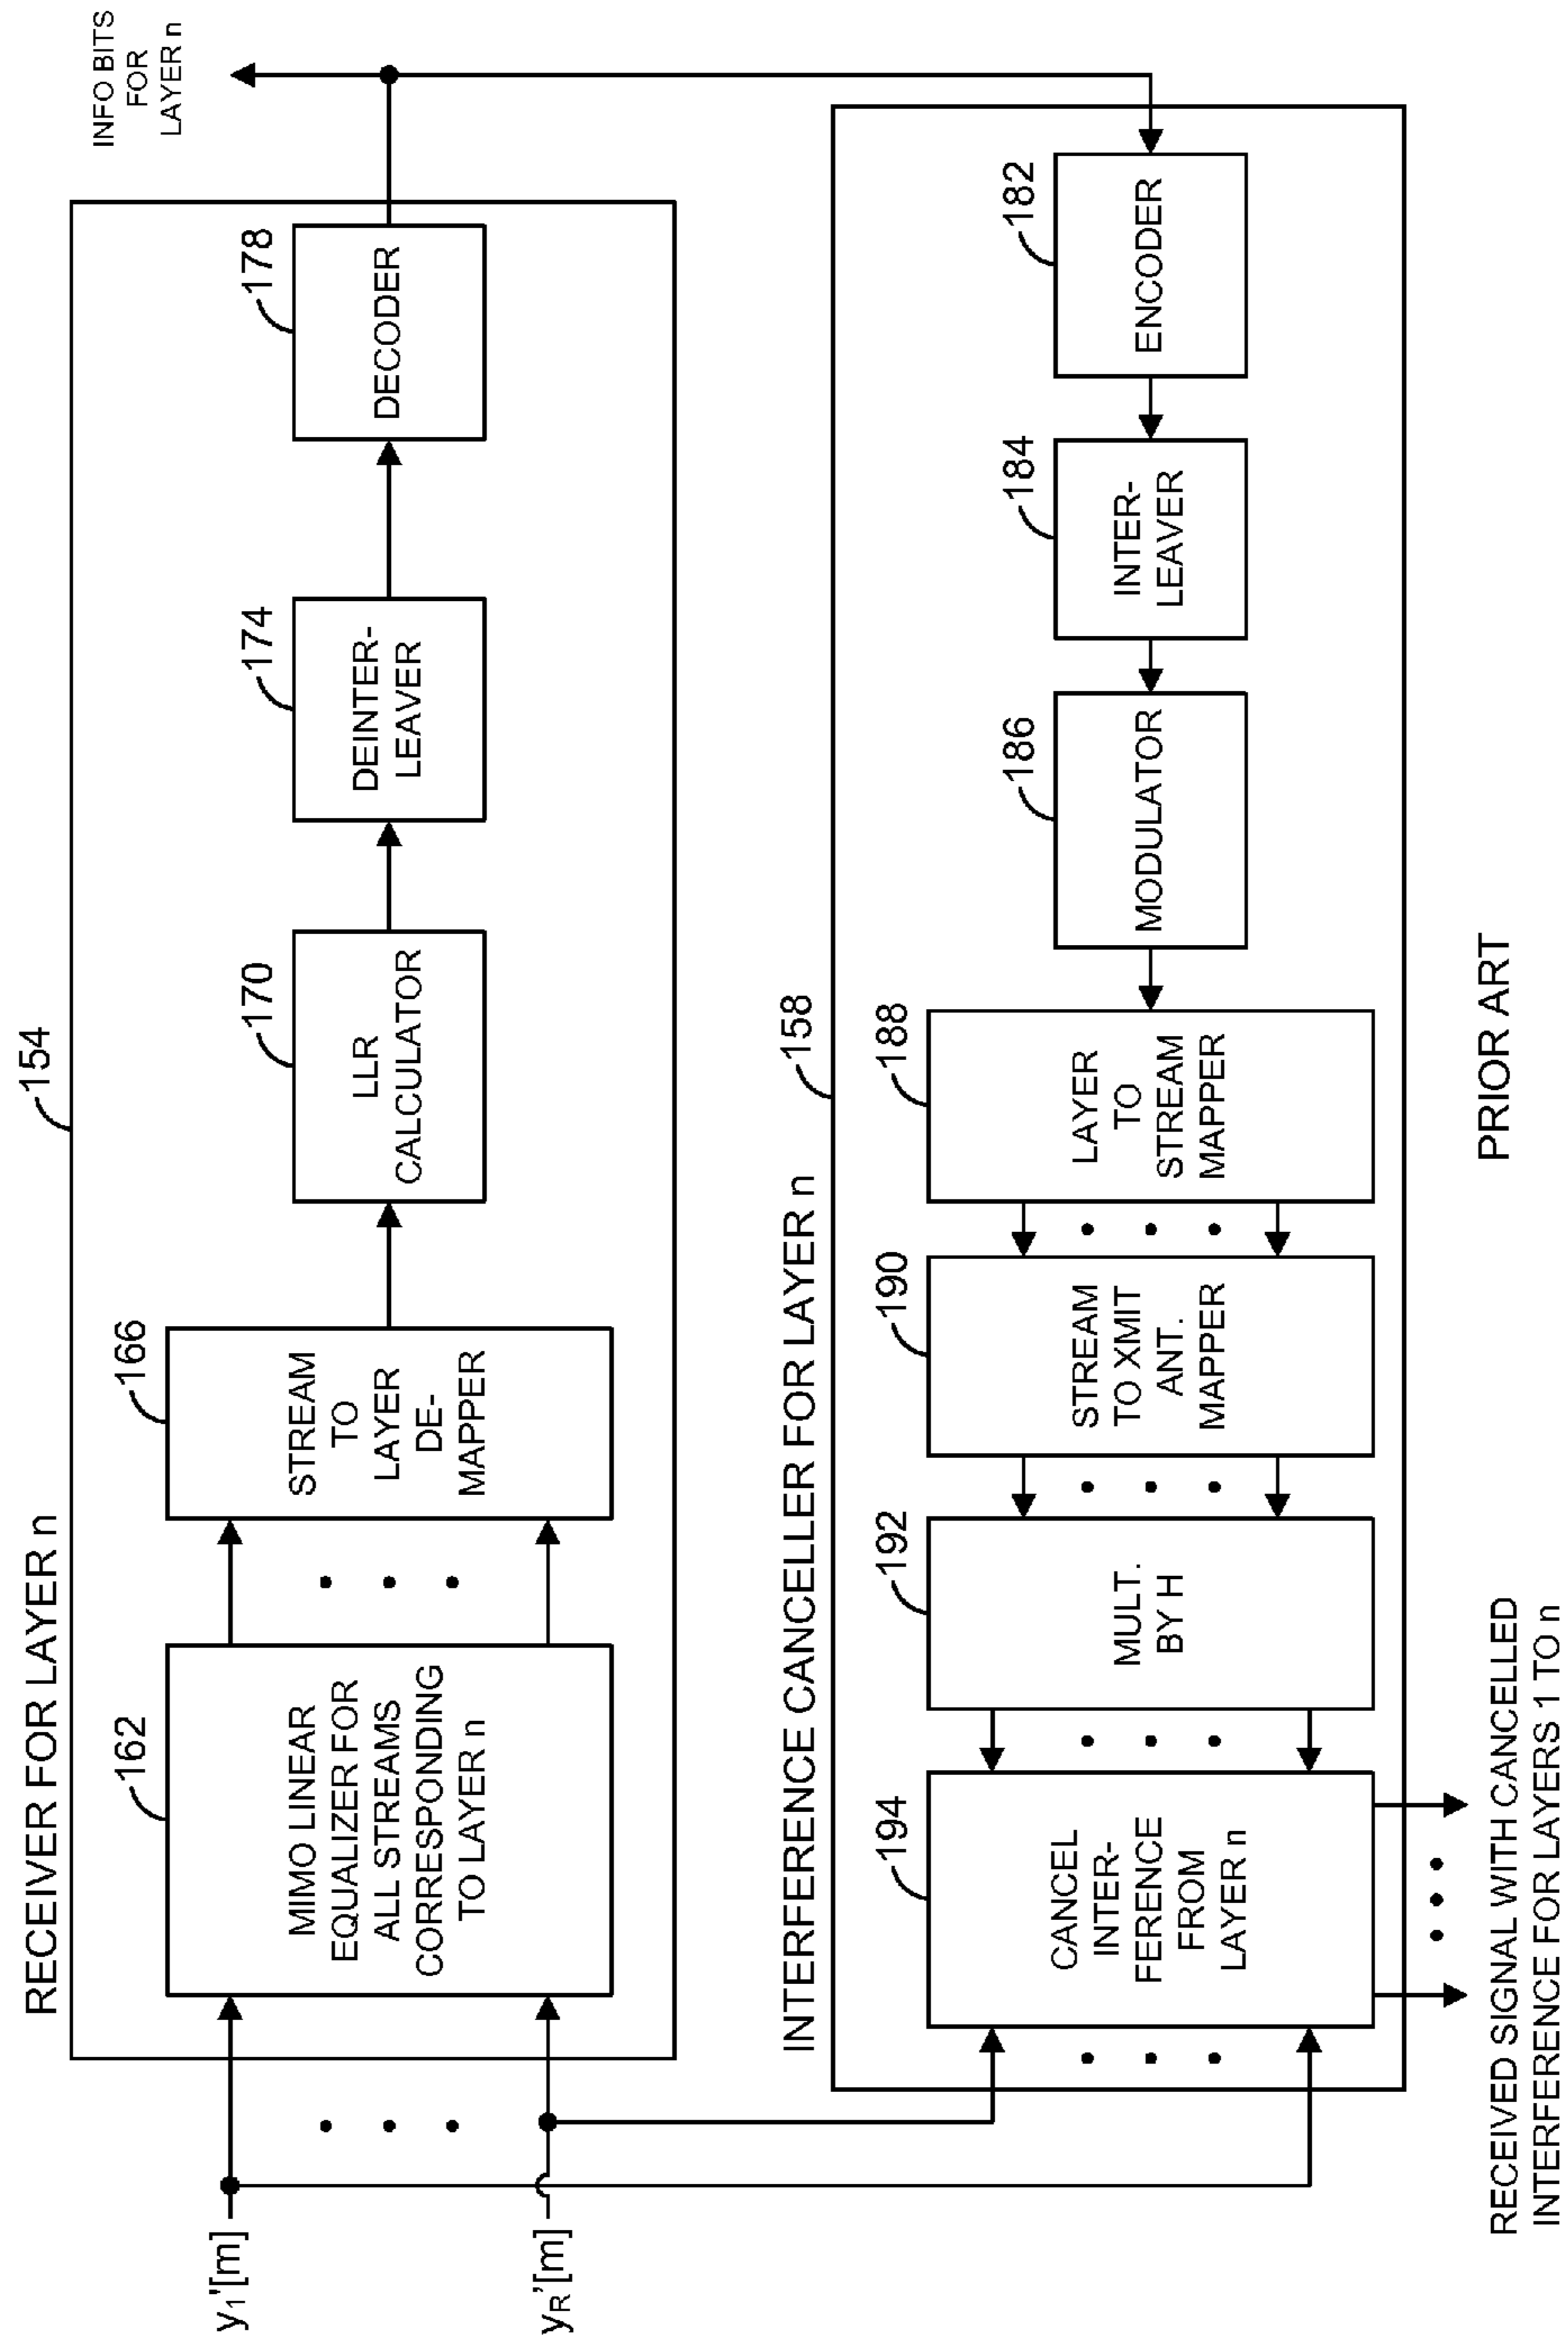 RECEIVER FOR LAYER n
154
y1'[m]
yR'[m]
162
MIMO LINEAR
EQUALIZER FOR
ALL STREAMS
CORRESPONDING
TO LAYER n
166
STREAM
TO
LAYER
DE-
MAPPER
170
LLR
CALCULATOR
174
DEINTER-
LEAVER
178
DECODER
INFO BITS
FOR
LAYER n
INTERFERENCE CANCELLER FOR LAYER n
158
194
CANCEL
INTER-
FERENCE
FROM
LAYER n
192
MULT.
BY H
190
STREAM
TO XMIT
ANT.
MAPPER
188
LAYER
TO
STREAM
MAPPER
186
MODULATOR
184
INTER-
LEAVER
182
ENCODER
RECEIVED SIGNAL WITH CANCELLED
INTERFERENCE FOR LAYERS 1 TO n
PRIOR ART